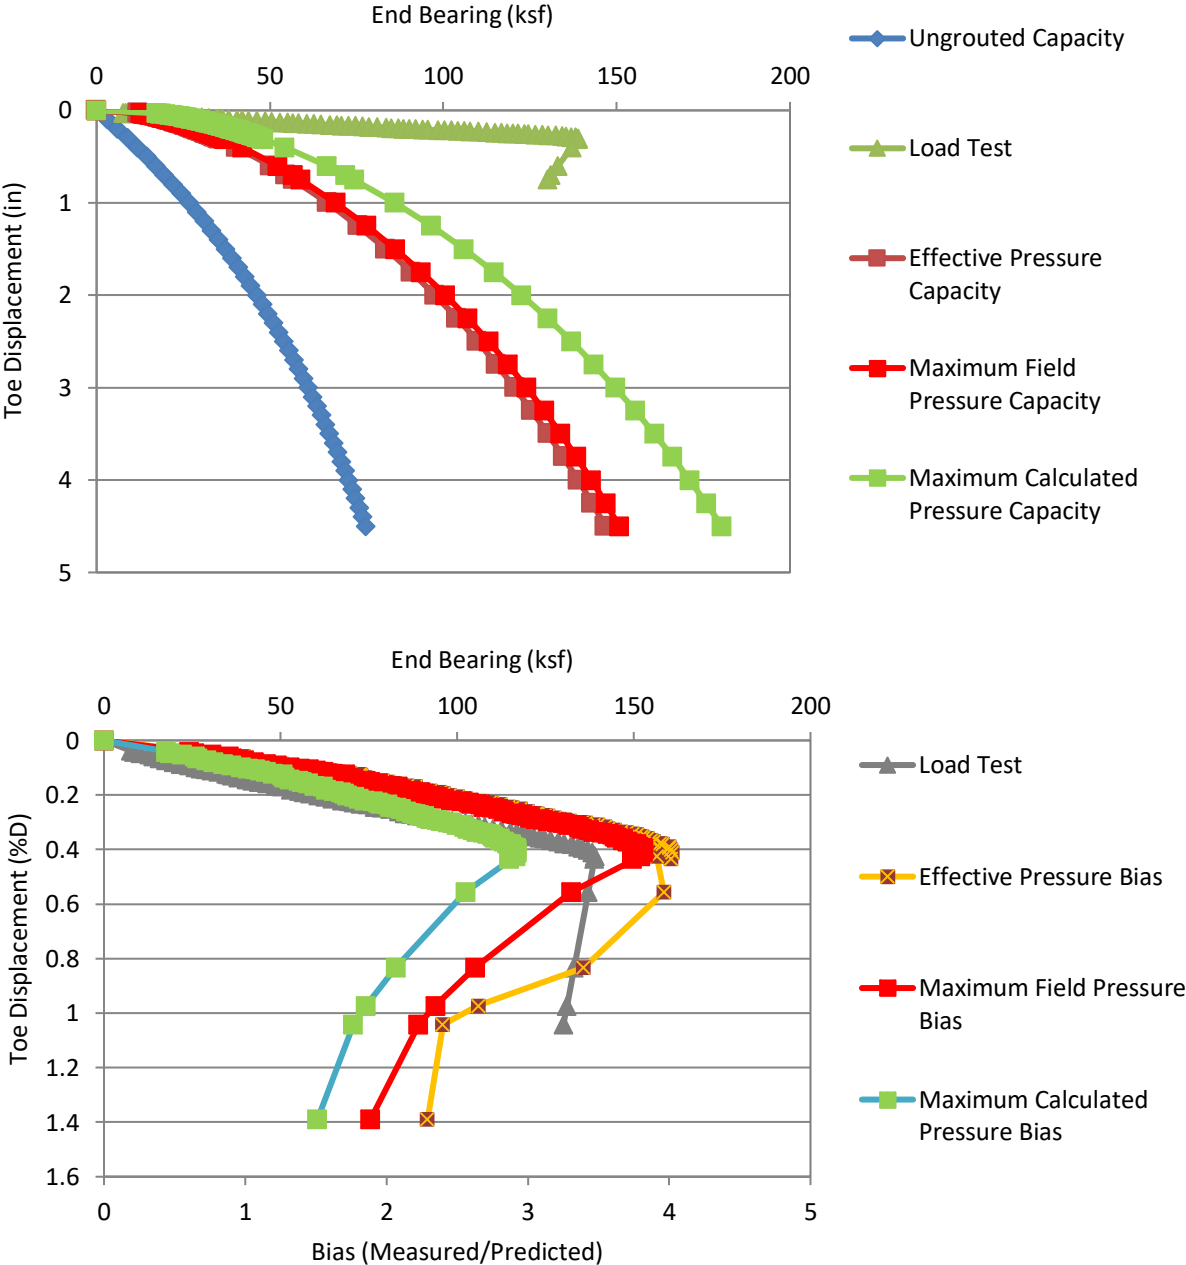 End Bearing (ksf)
0 50 100 150 200
0
1
2
3
4
5
Toe Displacement (in)
Ungrouted Capacity
Load Test
Effective Pressure
Capacity
Maximum Field
Pressure Capacity
Maximum Calculated
Pressure Capacity
End Bearing (ksf)
0 50 100 150 200
0
0.2
0.4
0.6
0.8
1
1.2
1.4
1.6
Toe Displacement (%D)
0 1 2 3 4 5
Bias (Measured/Predicted)
Load Test
Effective Pressure Bias
Maximum Field Pressure
Bias
Maximum Calculated
Pressure Bias